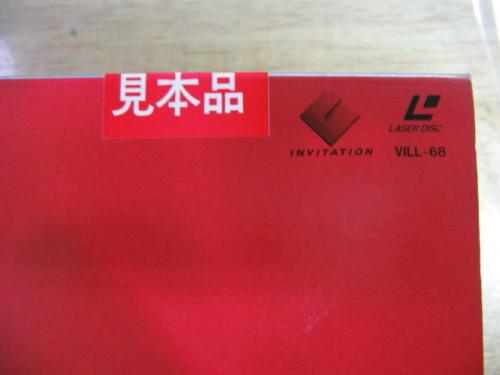 見本品
INVITATION
LASER DISC
VILL-68